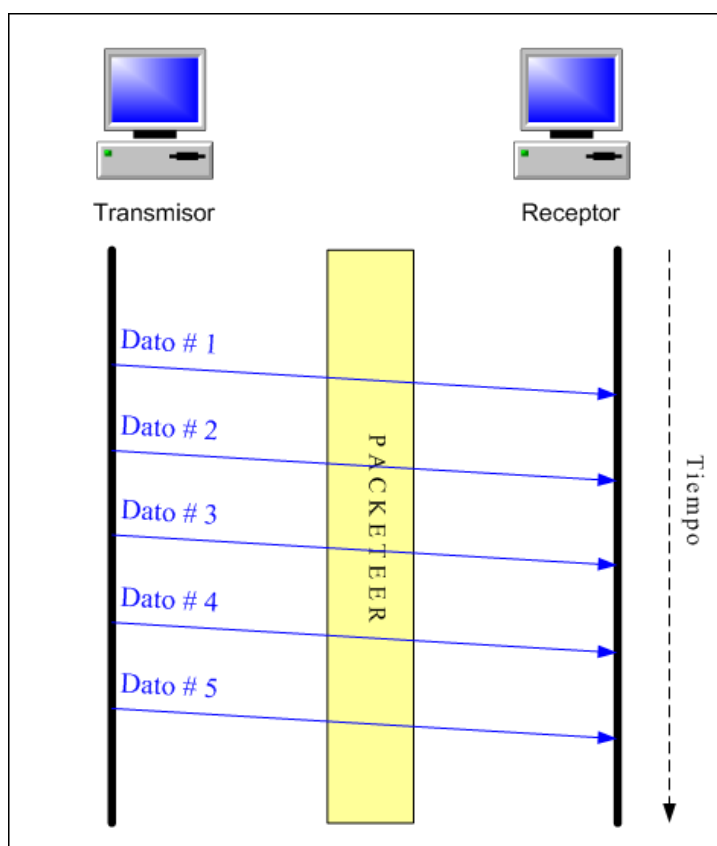 Transmisor
Receptor
Dato # 1
Dato # 2
Dato # 3
Dato # 4
Dato # 5
PACKETEER
Tiempo